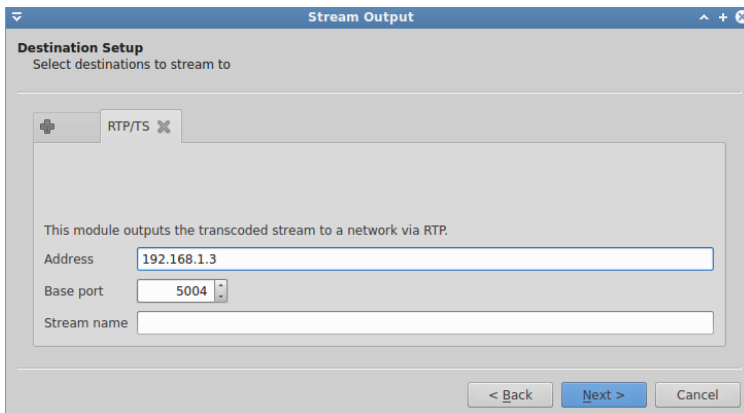 Stream Output
Destination Setup
Select destinations to stream to
RTP/TS
This module outputs the transcoded stream to a network via RTP.
Address 192.168.1.3
Base port 5004
Stream name
< Back Next > Cancel